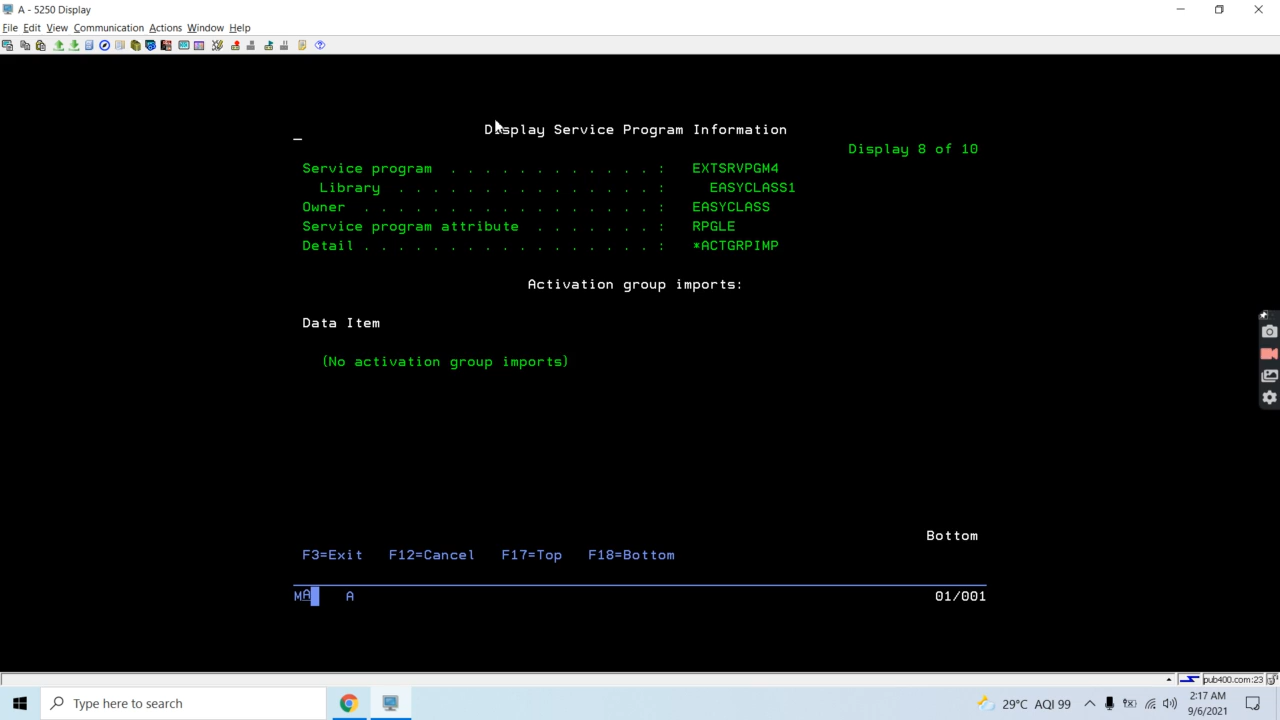 A - 5250 Display
File Edit View Communication Actions Window Help
Display Service Program Information
Display 8 of 10
Service program . . . . . . . . . . . . : EXTSRVPGM4
Library . . . . . . . . . . . . . . . : EASYCLASS1
Owner . . . . . . . . . . . . . . . . . : EASYCLASS
Service program attribute . . . . . . . : RPGLE
Detail . . . . . . . . . . . . . . . . . : *ACTGRPIMP
Activation group imports:
Data Item
(No activation group imports)
Bottom
F3=Exit F12=Cancel F17=Top F18=Bottom
MA A 01/001
pub400.com:23
Type here to search
29°C AQI 99
2:17 AM
9/6/2021